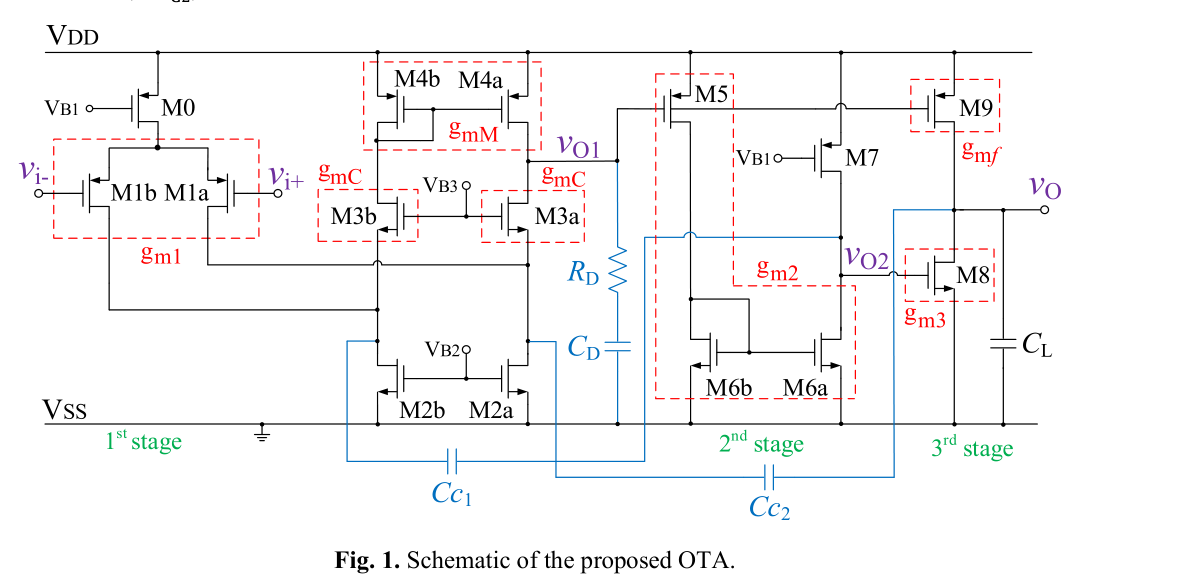 G2,
VDD
M4b M4a
M5
VB1 M0 gmM M9
vO1
VB1 M7 gmf
vi- M1b M1a vi+ gmC VB3 gmC vO
M3b M3a
gm1
vO2
RD gm2 M8
gm3
VB2 CD CL
M6b M6a
VSS M2b M2a
1st stage 2nd stage 3rd stage
Cc1 Cc2
Fig. 1. Schematic of the proposed OTA.